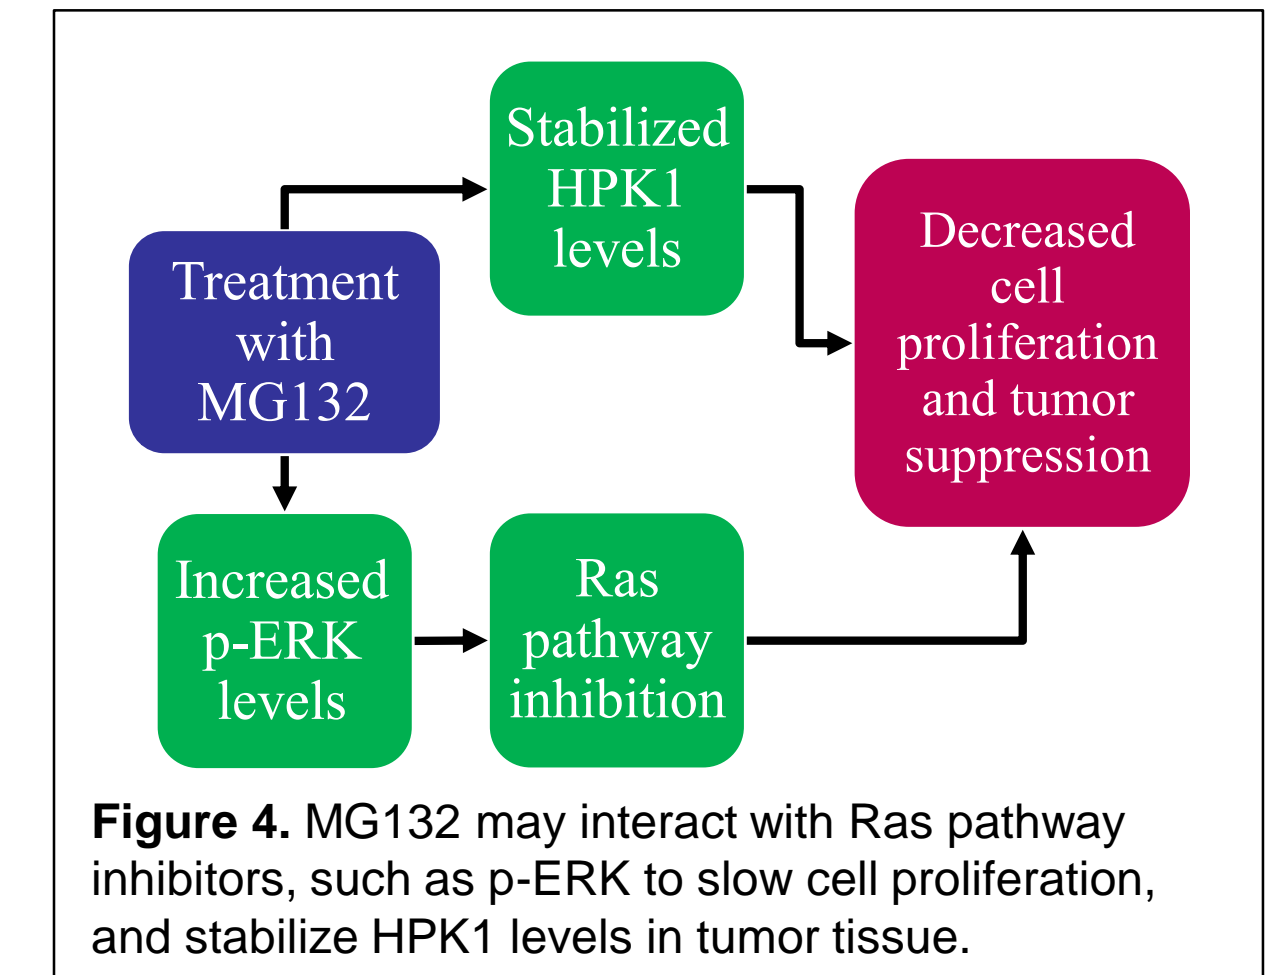 Stabilized
HPK1
levels
Treatment
with
MG132
Decreased
cell
proliferation
and tumor
suppression
Increased
p-ERK
levels
Ras
pathway
inhibition
Figure 4. MG132 may interact with Ras pathway
inhibitors, such as p-ERK to slow cell proliferation,
and stabilize HPK1 levels in tumor tissue.